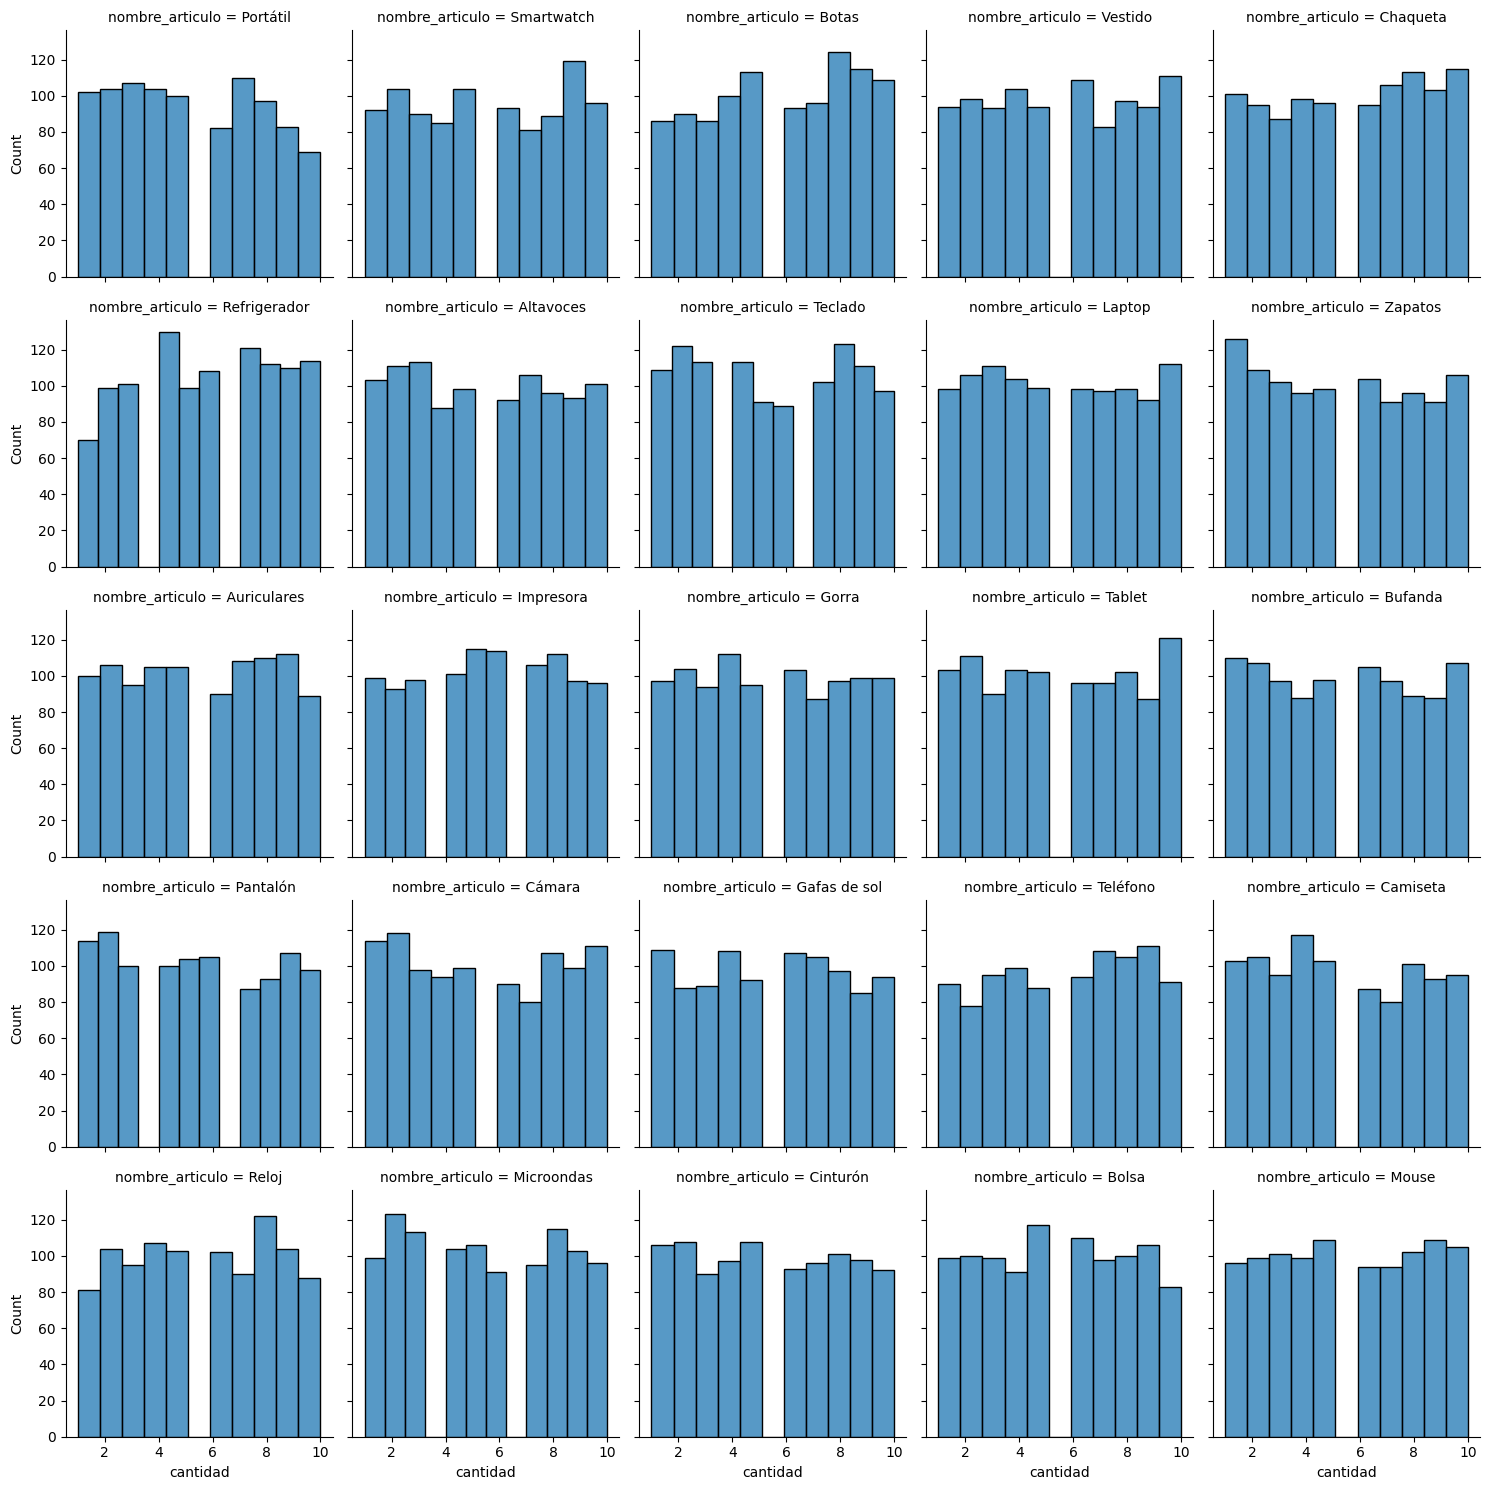 nombre_articulo = Portátil
nombre_articulo = Smartwatch
nombre_articulo = Botas
nombre_articulo = Vestido
nombre_articulo = Chaqueta
120
100
80
60
40
20
0
Count
nombre_articulo = Refrigerador
nombre_articulo = Altavoces
nombre_articulo = Teclado
nombre_articulo = Laptop
nombre_articulo = Zapatos
120
100
80
60
40
20
0
Count
nombre_articulo = Auriculares
nombre_articulo = Impresora
nombre_articulo = Gorra
nombre_articulo = Tablet
nombre_articulo = Bufanda
120
100
80
60
40
20
0
Count
nombre_articulo = Pantalón
nombre_articulo = Cámara
nombre_articulo = Gafas de sol
nombre_articulo = Teléfono
nombre_articulo = Camiseta
120
100
80
60
40
20
0
Count
nombre_articulo = Reloj
nombre_articulo = Microondas
nombre_articulo = Cinturón
nombre_articulo = Bolsa
nombre_articulo = Mouse
120
100
80
60
40
20
0
Count
2 4 6 8 10
2 4 6 8 10
2 4 6 8 10
2 4 6 8 10
2 4 6 8 10
cantidad
cantidad
cantidad
cantidad
cantidad